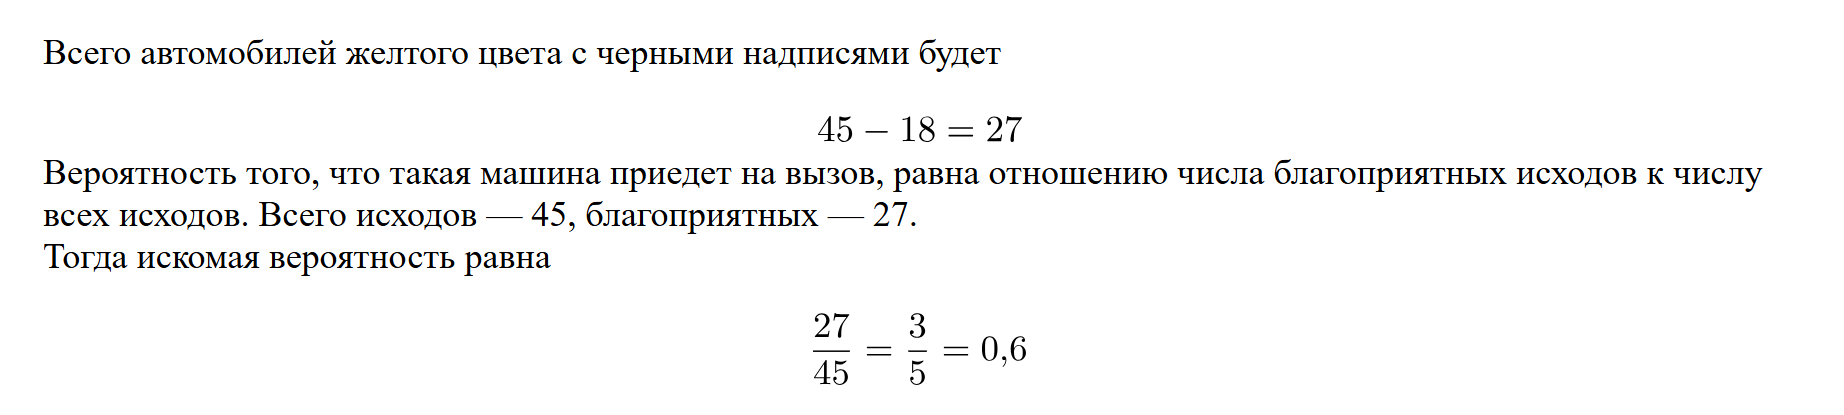 Всего автомобилей желтого цвета с черными надписями будет
45 − 18 = 27
Вероятность того, что такая машина приедет на вызов, равна отношению числа благоприятных исходов к числу
всех исходов. Всего исходов — 45, благоприятных — 27.
Тогда искомая вероятность равна
27/45 = 3/5 = 0,6